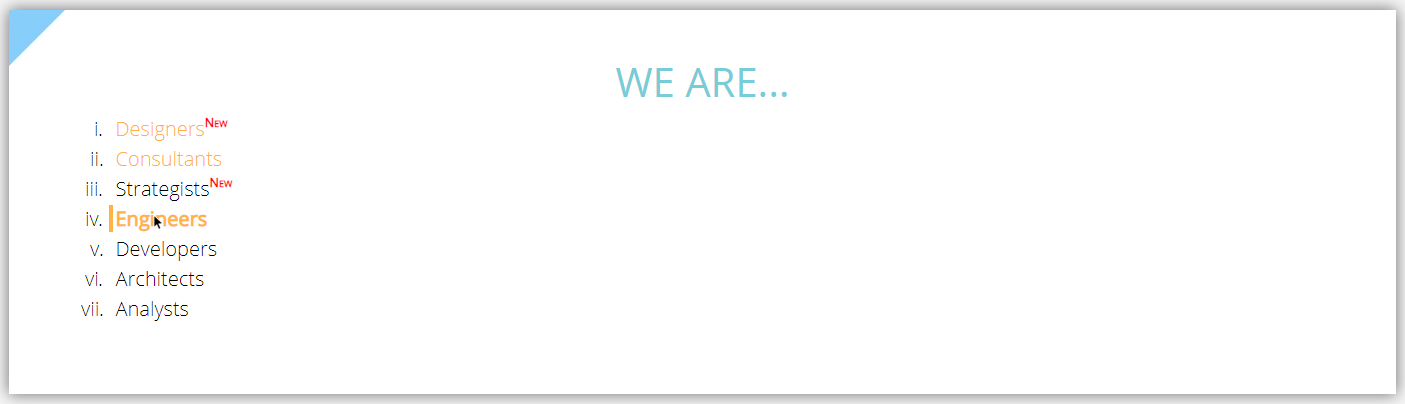 WE ARE...
i. DesignersNew
ii. Consultants
iii. StrategistsNew
iv. Engineers
v. Developers
vi. Architects
vii. Analysts